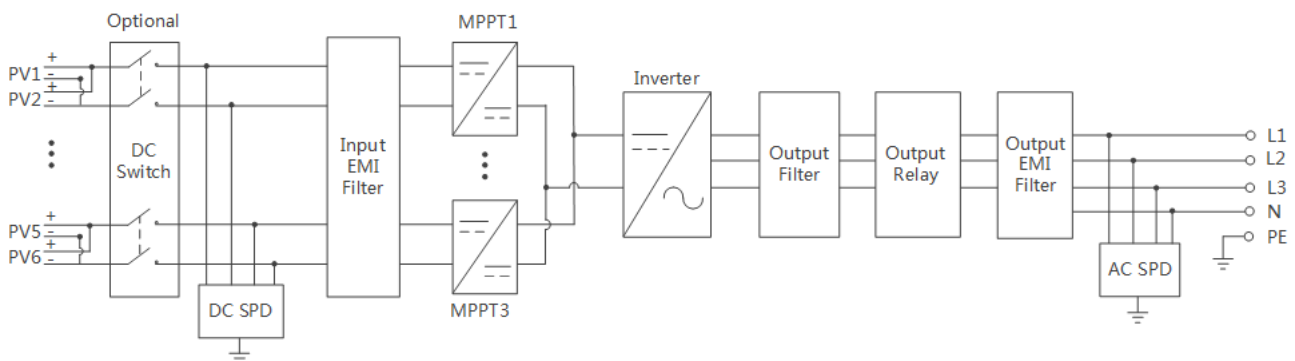 Optional
MPPT1
PV1
+
-
PV2
+
-
DC
Switch
Input
EMI
Filter
Inverter
Output
Filter
Output
Relay
Output
EMI
Filter
L1
L2
L3
N
PE
PV5
+
-
PV6
+
-
DC SPD
MPPT3
AC SPD